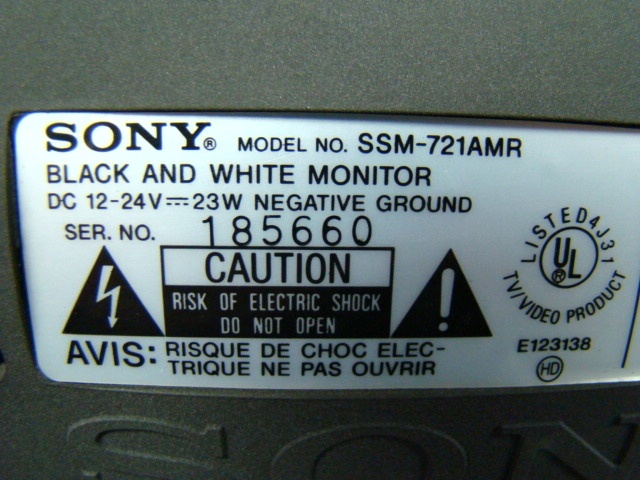 SONY® MODEL NO. SSM-721AMR
BLACK AND WHITE MONITOR
DC 12-24V⎓23W NEGATIVE GROUND
SER. NO. 185660
CAUTION
RISK OF ELECTRIC SHOCK
DO NOT OPEN
AVIS: RISQUE DE CHOC ELEC-
TRIQUE NE PAS OUVRIR
LISTED 4J31
UL®
TV/VIDEO PRODUCT
E123138
HD
SONY